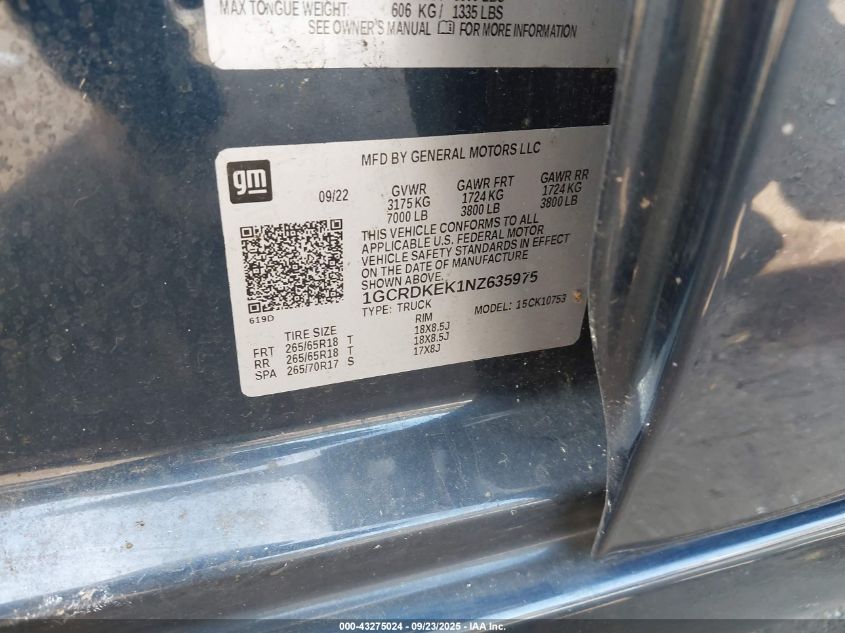 MAX TONGUE WEIGHT: 606 KG/ 1335 LBS
SEE OWNER'S MANUAL FOR MORE INFORMATION
MFD BY GENERAL MOTORS LLC
gm
09/22
GVWR GAWR FRT GAWR RR
3175 KG 1724 KG 1724 KG
7000 LB 3800 LB 3800 LB
THIS VEHICLE CONFORMS TO ALL
APPLICABLE U.S. FEDERAL MOTOR
VEHICLE SAFETY STANDARDS IN EFFECT
ON THE DATE OF MANUFACTURE
SHOWN ABOVE.
1GCRDKEK1NZ635975
TYPE: TRUCK MODEL: 15CK10753
619D
TIRE SIZE RIM
FRT 265/65R18 T 18X8.5J
RR 265/65R18 T 18X8.5J
SPA 265/70R17 S 17X8J
000-43275024 - 09/23/2025 - © IAA, Inc.